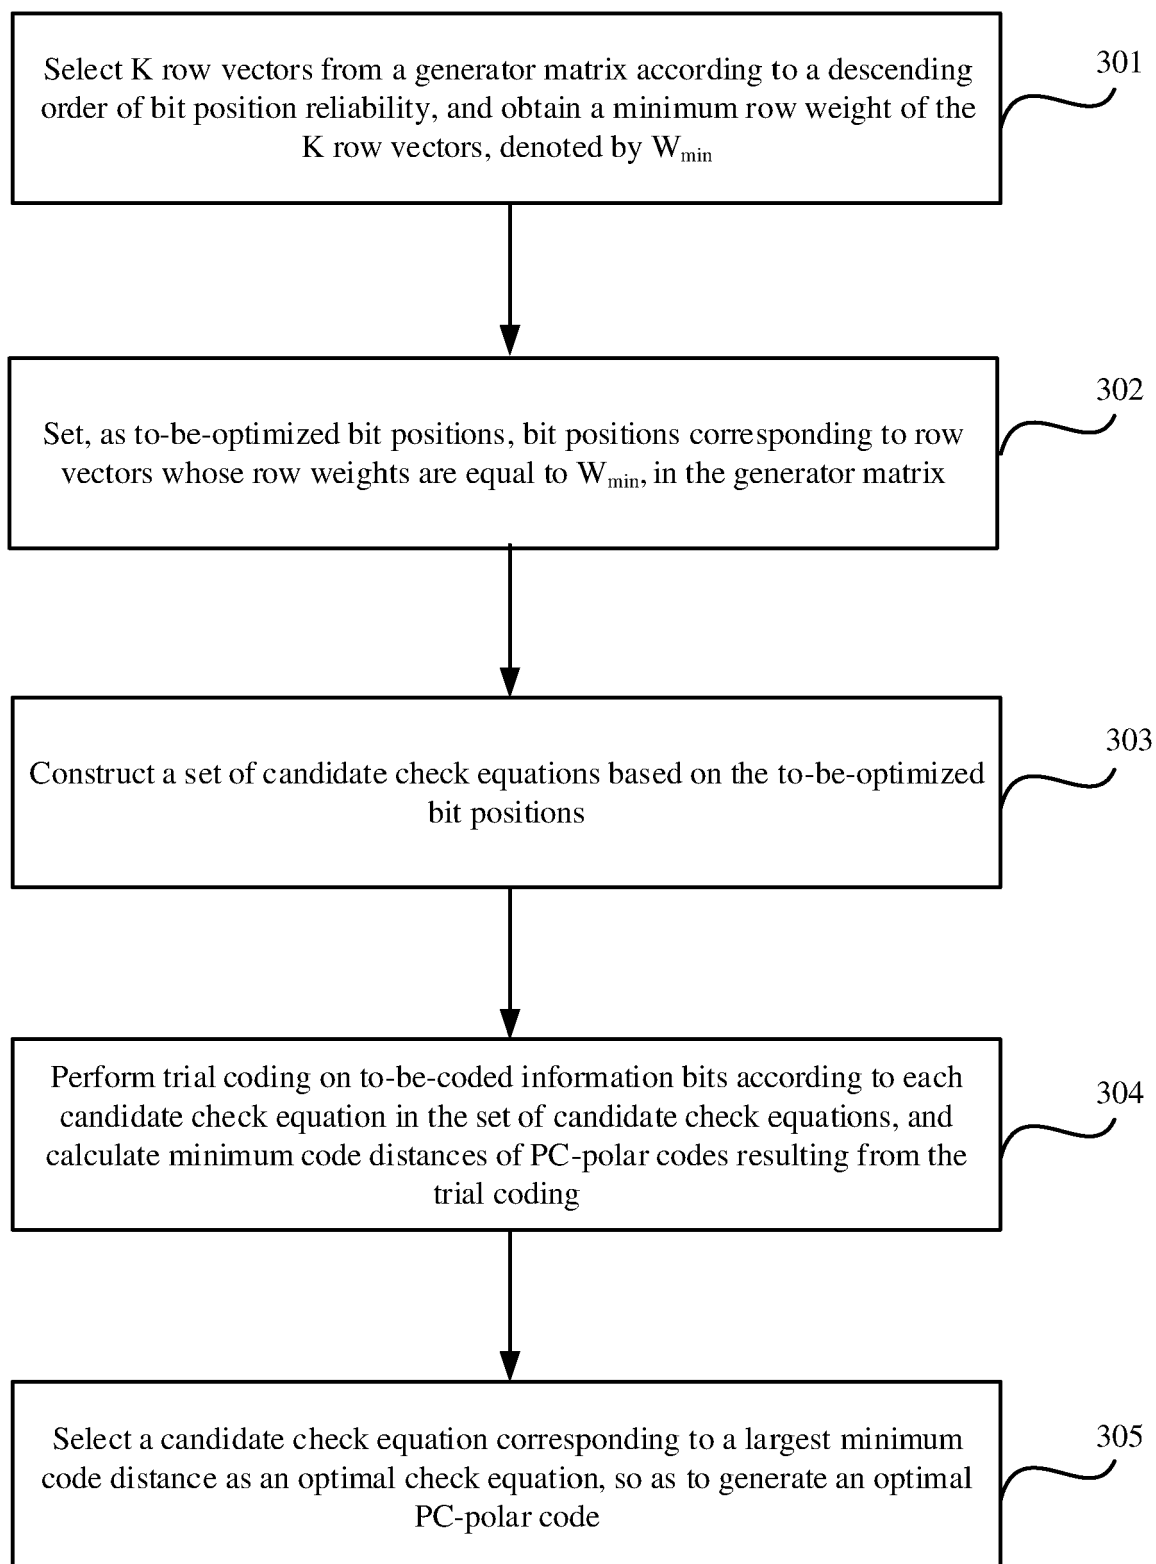 Select K row vectors from a generator matrix according to a descending
order of bit position reliability, and obtain a minimum row weight of the
K row vectors, denoted by Wmin
301
Set, as to-be-optimized bit positions, bit positions corresponding to row
vectors whose row weights are equal to Wmin, in the generator matrix
302
Construct a set of candidate check equations based on the to-be-optimized
bit positions
303
Perform trial coding on to-be-coded information bits according to each
candidate check equation in the set of candidate check equations, and
calculate minimum code distances of PC-polar codes resulting from the
trial coding
304
Select a candidate check equation corresponding to a largest minimum
code distance as an optimal check equation, so as to generate an optimal
PC-polar code
305